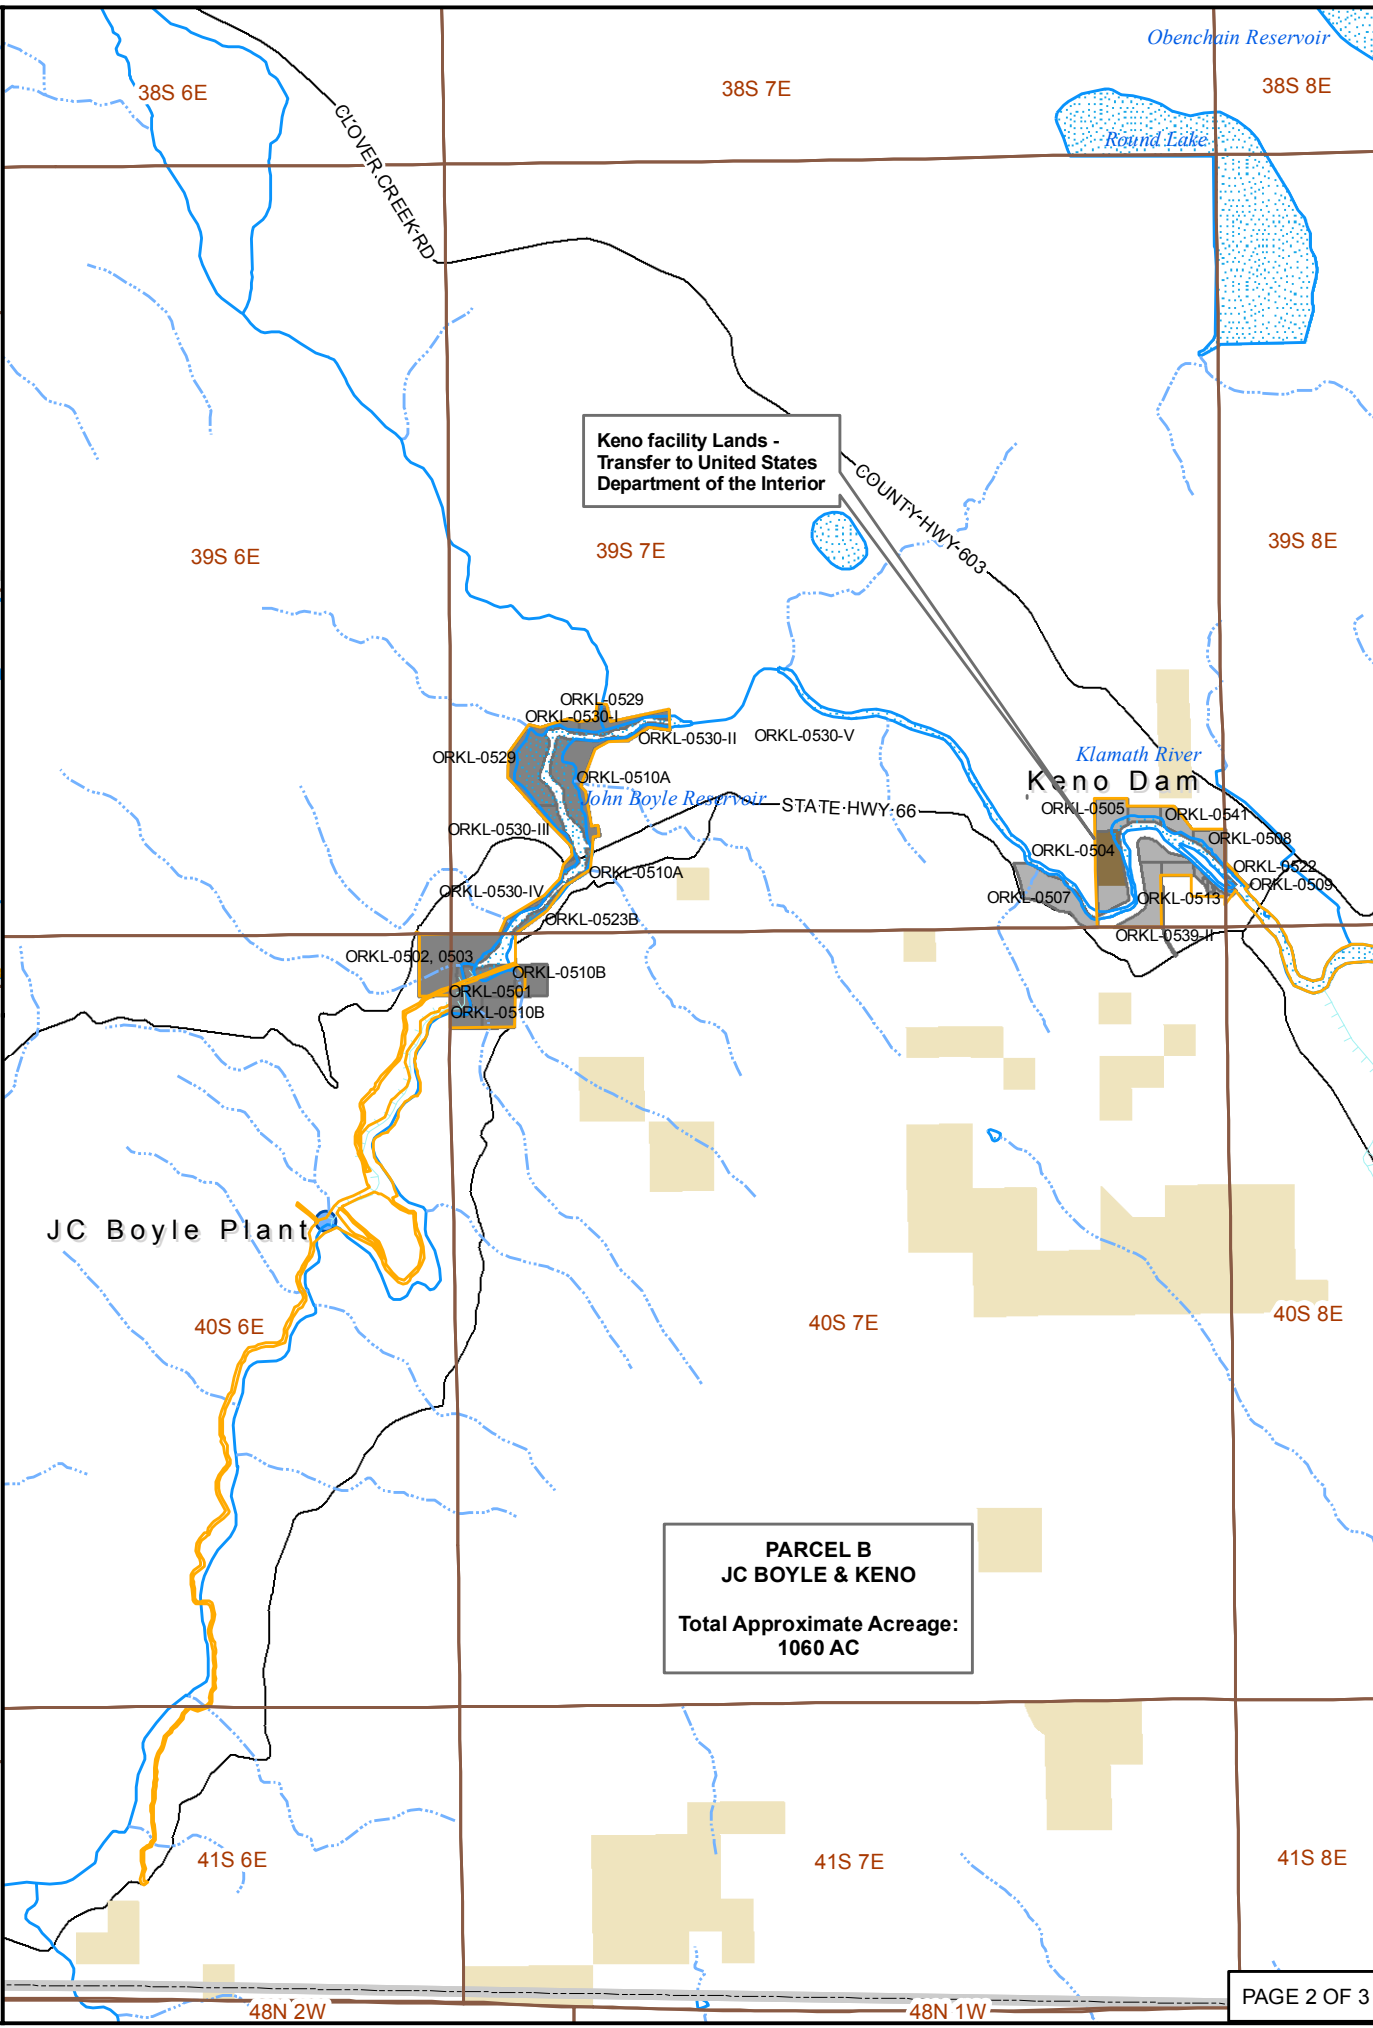 Obenchain Reservoir
38S 6E
38S 7E
38S 8E
CLOVER CREEK RD
Round Lake
Keno facility Lands -
Transfer to United States
Department of the Interior
COUNTY HWY 603
39S 6E
39S 7E
39S 8E
ORKL-0529
ORKL-0530-I
ORKL-0530-II
ORKL-0530-V
ORKL-0529
ORKL-0510A
Klamath River
Keno Dam
John Boyle Reservoir
STATE HWY 66
ORKL-0505
ORKL-0541
ORKL-0530-III
ORKL-0508
ORKL-0504
ORKL-0510A
ORKL-0522
ORKL-0509
ORKL-0530-IV
ORKL-0507
ORKL-0513
ORKL-0523B
ORKL-0539-II
ORKL-0502, 0503
ORKL-0510B
ORKL-0501
ORKL-0510B
JC Boyle Plant
40S 6E
40S 7E
40S 8E
PARCEL B
JC BOYLE & KENO
Total Approximate Acreage:
1060 AC
41S 6E
41S 7E
41S 8E
48N 2W
48N 1W
PAGE 2 OF 3